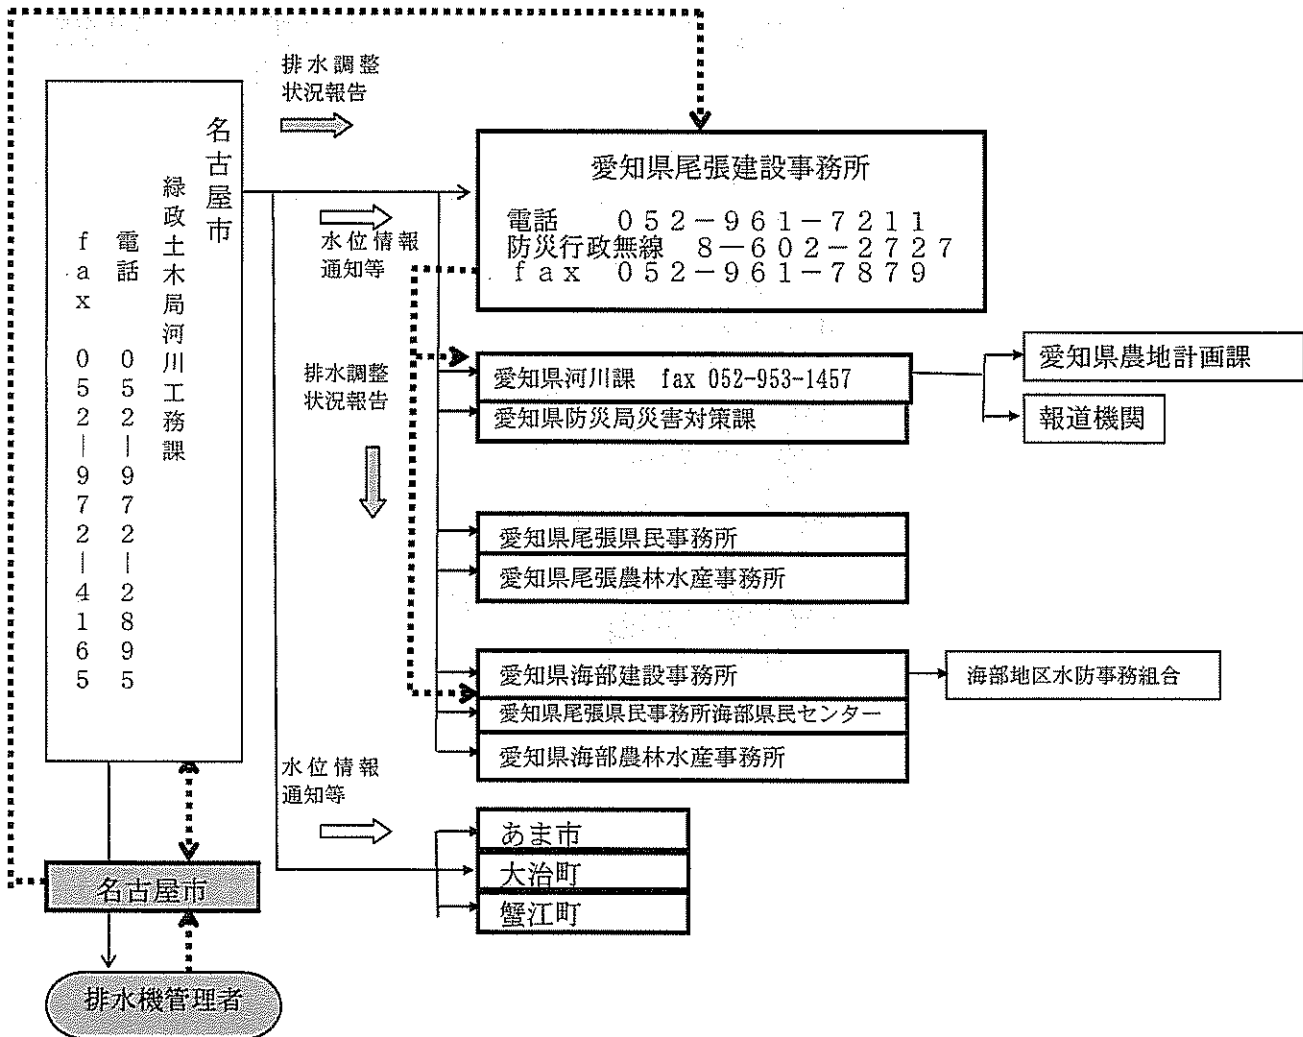 名古屋市
緑政土木局河川工務課
電話 052-972-2895
fax 052-972-4165
排水調整
状況報告
水位情報
通知等
愛知県尾張建設事務所
電話 052-961-7211
防災行政無線 8-602-2727
fax 052-961-7879
排水調整
状況報告
愛知県河川課 fax 052-953-1457
愛知県防災局災害対策課
愛知県農地計画課
報道機関
愛知県尾張県民事務所
愛知県尾張農林水産事務所
愛知県海部建設事務所
愛知県尾張県民事務所海部県民センター
愛知県海部農林水産事務所
海部地区水防事務組合
水位情報
通知等
あま市
大治町
蟹江町
名古屋市
排水機管理者